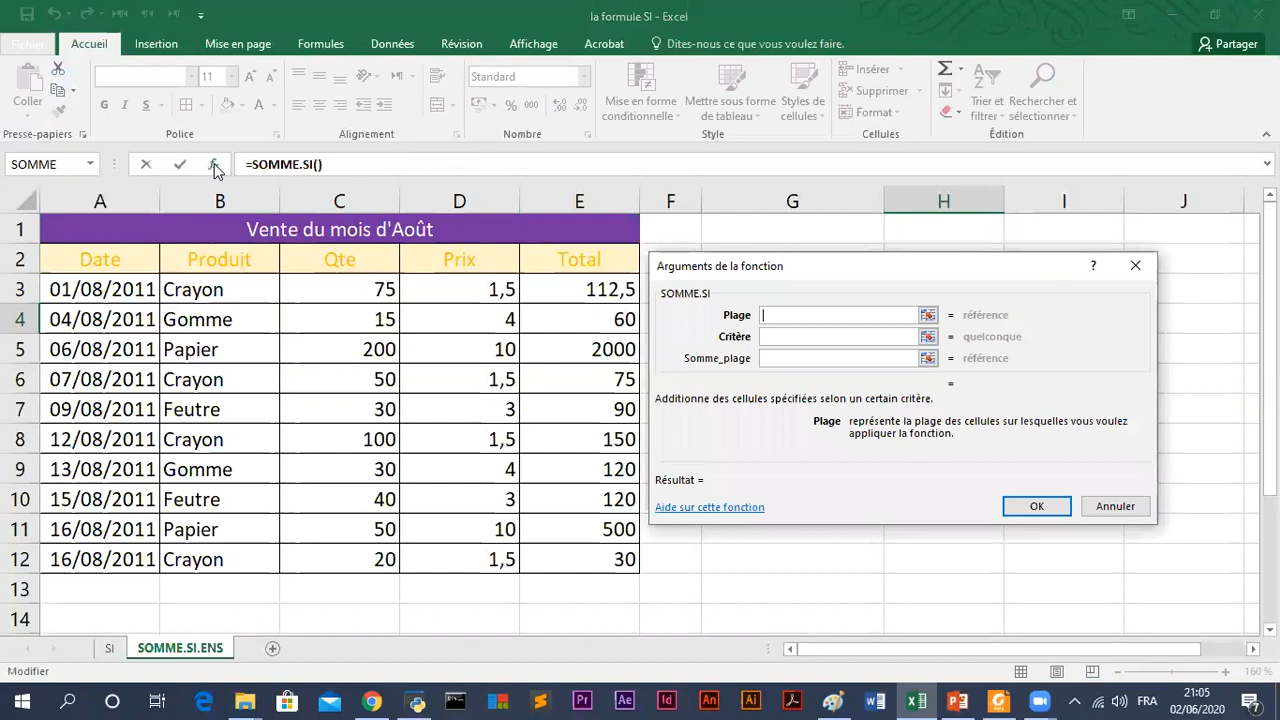 la formule SI - Excel
Fichier Accueil Insertion Mise en page Formules Données Révision Affichage Acrobat Dites-nous ce que vous voulez faire. Partager
Coller
Presse-papiers
11
G I S
Police
Alignement
Standard
% 000
Nombre
Mise en forme conditionnelle
Mettre sous forme de tableau
Styles de cellules
Style
Insérer
Supprimer
Format
Cellules
Trier et filtrer
Rechercher et sélectionner
Édition
SOMME =SOMME.SI()
A B C D E F G H I J
1 Vente du mois d'Août
2 Date Produit Qte Prix Total
3 01/08/2011 Crayon 75 1,5 112,5
4 04/08/2011 Gomme 15 4 60
5 06/08/2011 Papier 200 10 2000
6 07/08/2011 Crayon 50 1,5 75
7 09/08/2011 Feutre 30 3 90
8 12/08/2011 Crayon 100 1,5 150
9 13/08/2011 Gomme 30 4 120
10 15/08/2011 Feutre 40 3 120
11 16/08/2011 Papier 50 10 500
12 16/08/2011 Crayon 20 1,5 30
13
14
Arguments de la fonction ?
SOMME.SI
Plage = référence
Critère = quelconque
Somme_plage = référence
=
Additionne des cellules spécifiées selon un certain critère.
Plage représente la plage des cellules sur lesquelles vous voulez
appliquer la fonction.
Résultat =
Aide sur cette fonction OK Annuler
SI SOMME.SI.ENS
Modifier 160 %
Pr Ae Id An Ai FRA 21:05
02/06/2020 7